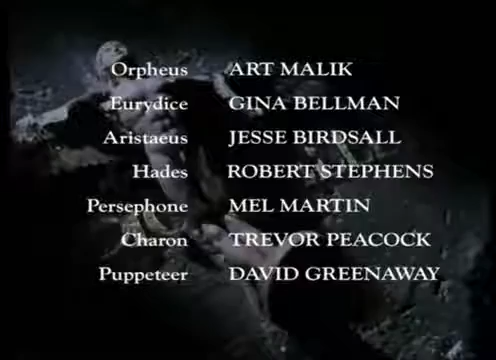 Orpheus ART MALIK
Eurydice GINA BELLMAN
Aristaeus JESSE BIRDSALL
Hades ROBERT STEPHENS
Persephone MEL MARTIN
Charon TREVOR PEACOCK
Puppeteer DAVID GREENAWAY